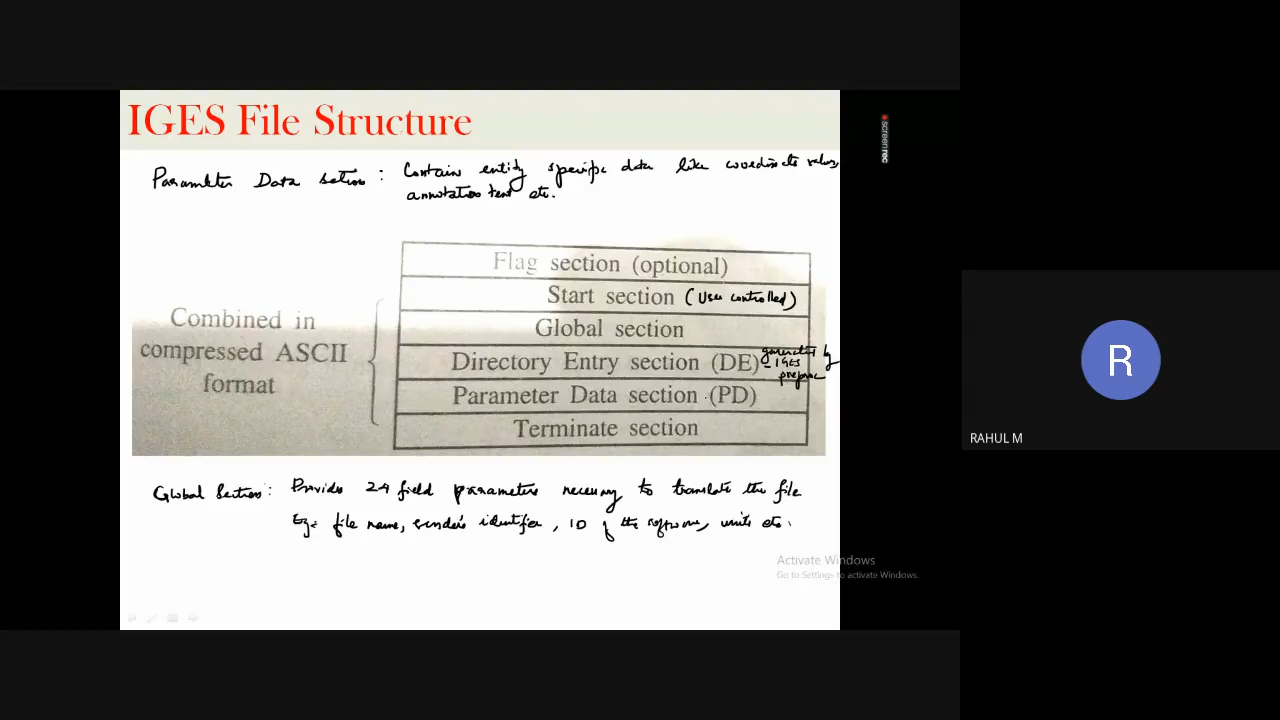 IGES File Structure
Parameter Data section : Contain entity specific data like coordinate values,
annotation text etc.
Flag section (optional)
Start section (User controlled)
Global section
Directory Entry section (DE) - generated by
IGES
preproc
Parameter Data section (PD)
Terminate section
Combined in
compressed ASCII
format
Global Section : Provides 24 field parameters necessary to translate the file
Eg:- file name, sender's identifier, ID of the software, units etc.
Activate Windows
Go to Settings to activate Windows.
screenrec
R
RAHUL M